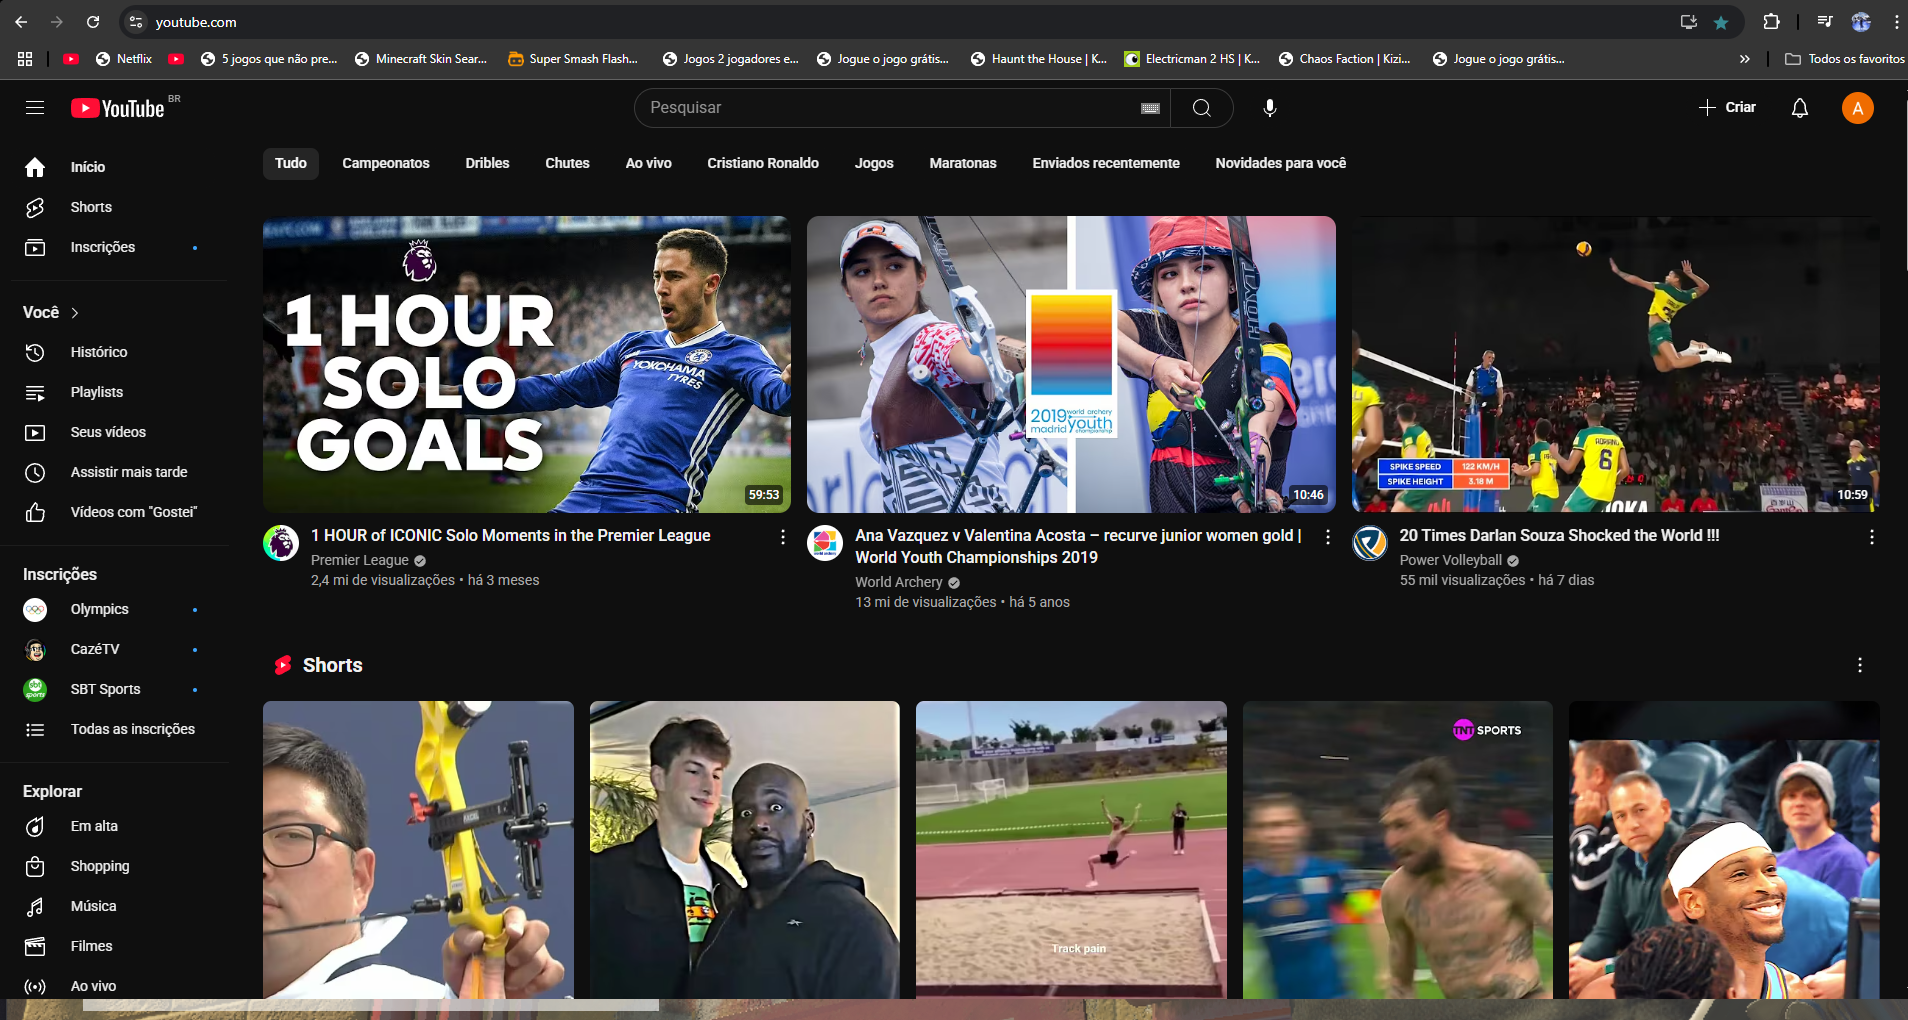 youtube.com
Netflix
5 jogos que não pre...
Minecraft Skin Sear...
Super Smash Flash...
Jogos 2 jogadores e...
Jogue o jogo grátis...
Haunt the House | K...
Electricman 2 HS | K...
Chaos Faction | Kizi...
Jogue o jogo grátis...
Todos os favoritos
YouTube BR
Pesquisar
Criar
A
Início
Shorts
Inscrições
Você
Histórico
Playlists
Seus vídeos
Assistir mais tarde
Vídeos com "Gostei"
Inscrições
Olympics
CazéTV
SBT Sports
Todas as inscrições
Explorar
Em alta
Shopping
Música
Filmes
Ao vivo
Tudo
Campeonatos
Dribles
Chutes
Ao vivo
Cristiano Ronaldo
Jogos
Maratonas
Enviados recentemente
Novidades para você
1 HOUR
SOLO
GOALS
YOKOHAMA
TYRES
59:53
1 HOUR of ICONIC Solo Moments in the Premier League
Premier League
2,4 mi de visualizações • há 3 meses
2019 world archery
madrid youth
championships
10:46
Ana Vazquez v Valentina Acosta – recurve junior women gold |
World Youth Championships 2019
World Archery
13 mi de visualizações • há 5 anos
ADRIANO
6
SPIKE SPEED 122 KM/H
SPIKE HEIGHT 3.18 M
10:59
20 Times Darlan Souza Shocked the World !!!
Power Volleyball
55 mil visualizações • há 7 dias
Shorts
Track pain
TNT SPORTS